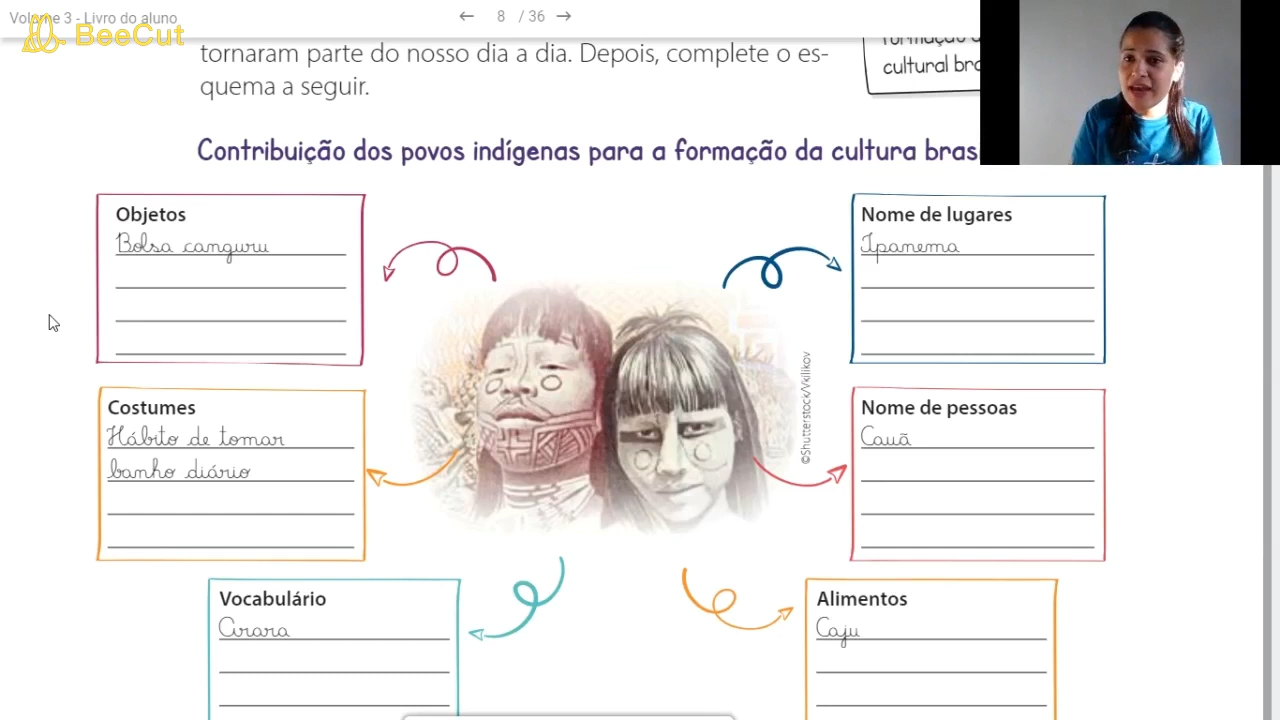 Volume 3 - Livro do aluno
8 / 36
BeeCut
tornaram parte do nosso dia a dia. Depois, complete o es-
quema a seguir.
formação
cultural bra
Contribuição dos povos indígenas para a formação da cultura bras
Objetos
Bolsa canguru
Nome de lugares
Ipanema
©Shutterstock/Vkilikov
Costumes
Hábito de tomar
banho diário
Nome de pessoas
Cauã
Vocabulário
Arara
Alimentos
Caju